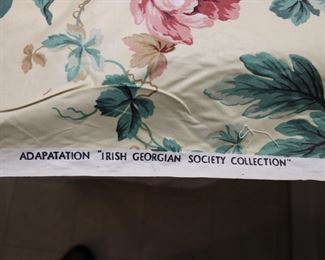 ADAPATATION "IRISH GEORGIAN SOCIETY COLLECTION"